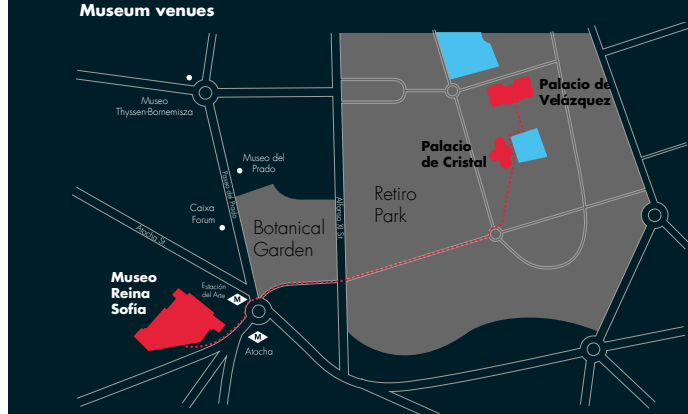 Museum venues
Museo
Thyssen-Bornemisza
Palacio de
Velázquez
Palacio
de Cristal
Museo del
Prado
Paseo del Prado
Alfonso XI St.
Retiro
Park
Caixa
Forum
Botanical
Garden
Atocha St.
Museo
Reina
Sofía
Estación
del Arte
M
M
Atocha